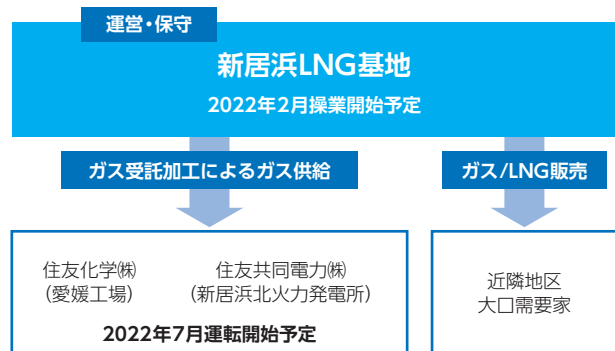 運営・保守
新居浜LNG基地
2022年2月操業開始予定
ガス受託加工によるガス供給
ガス/LNG販売
住友化学㈱
(愛媛工場)
住友共同電力㈱
(新居浜北火力発電所)
2022年7月運転開始予定
近隣地区
大口需要家